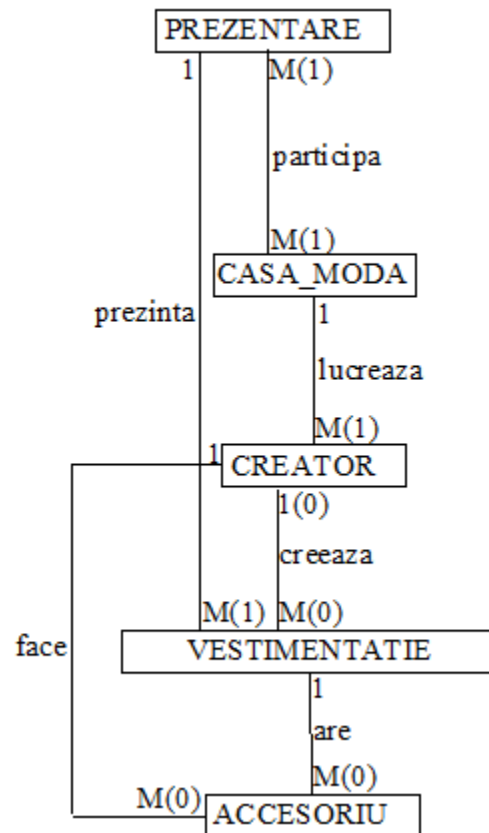 PREZENTARE
1 M(1)
participa
M(1)
CASA_MODA
prezinta
1
lucreaza
M(1)
1
CREATOR
1(0)
creeaza
M(1) M(0)
face
VESTIMENTATIE
1
are
M(0)
M(0)
ACCESORIU